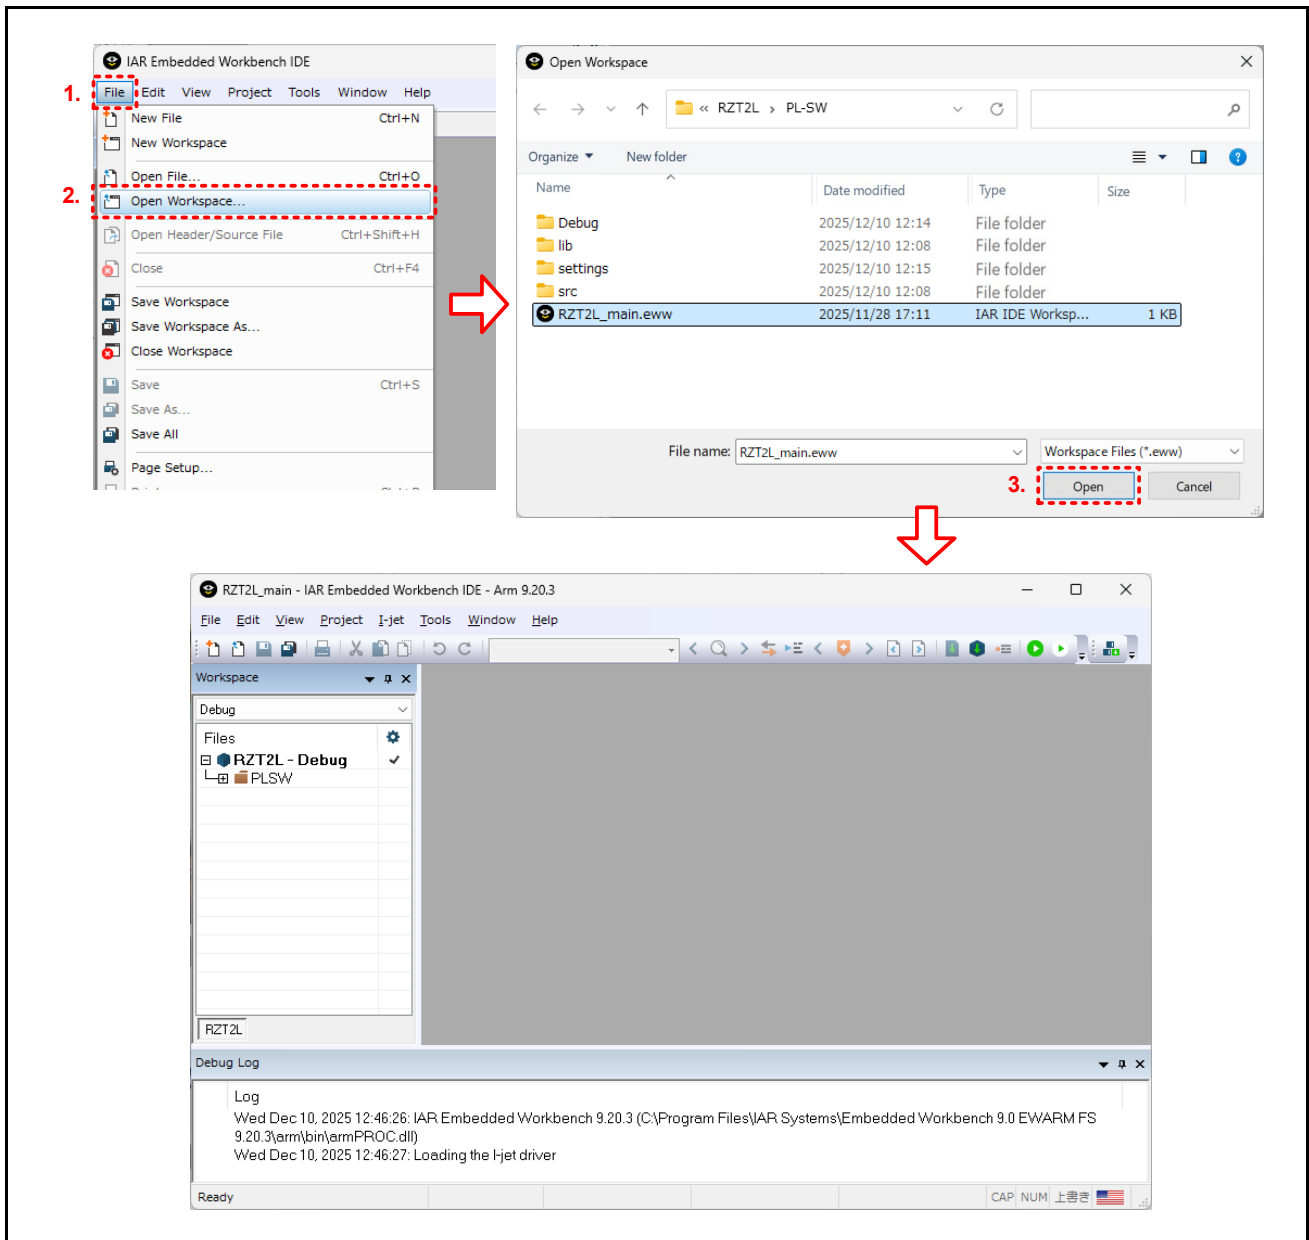 IAR Embedded Workbench IDE
1.
File Edit View Project Tools Window Help
New File Ctrl+N
New Workspace
Open File... Ctrl+O
2.
Open Workspace...
Open Header/Source File Ctrl+Shift+H
Close Ctrl+F4
Save Workspace
Save Workspace As...
Close Workspace
Save Ctrl+S
Save As...
Save All
Page Setup...
Open Workspace
« RZT2L › PL-SW
Organize New folder
Name Date modified Type Size
Debug 2025/12/10 12:14 File folder
lib 2025/12/10 12:08 File folder
settings 2025/12/10 12:15 File folder
src 2025/12/10 12:08 File folder
RZT2L_main.eww 2025/11/28 17:11 IAR IDE Worksp... 1 KB
File name: RZT2L_main.eww Workspace Files (*.eww)
3. Open Cancel
RZT2L_main - IAR Embedded Workbench IDE - Arm 9.20.3
File Edit View Project I-jet Tools Window Help
Workspace
Debug
Files
RZT2L - Debug
PLSW
RZT2L
Debug Log
Log
Wed Dec 10, 2025 12:46:26: IAR Embedded Workbench 9.20.3 (C:\Program Files\IAR Systems\Embedded Workbench 9.0 EWARM FS
9.20.3\arm\bin\armPROC.dll)
Wed Dec 10, 2025 12:46:27: Loading the I-jet driver
Ready CAP NUM 上書き